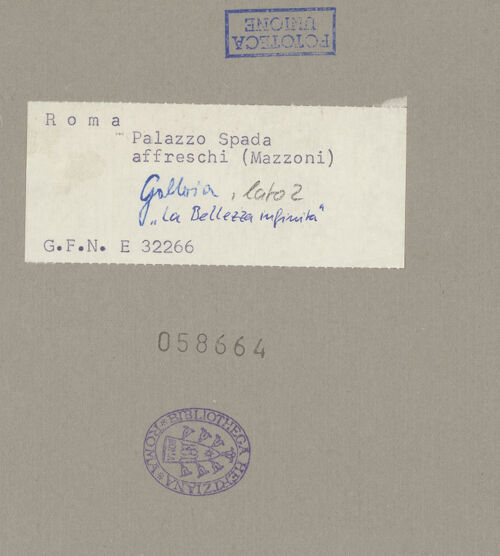 FOTOTECA
UNIONE
Roma
Palazzo Spada
affreschi (Mazzoni)
Galleria, lato 2
„La Bellezza infinita"
G.F.N. E 32266
058664
BIBLIOTHECA HERTZIANA ROMA